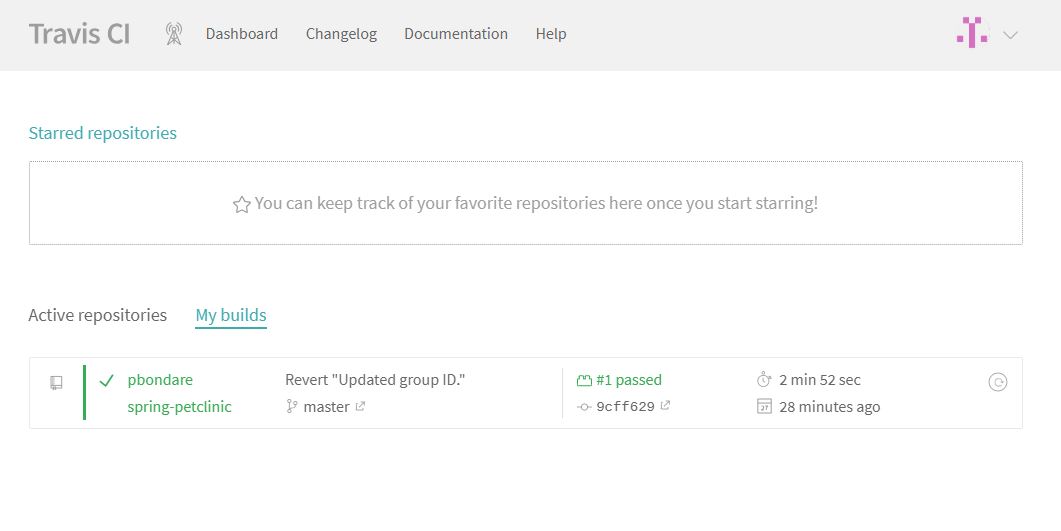 Travis CI Dashboard Changelog Documentation Help
Starred repositories
You can keep track of your favorite repositories here once you start starring!
Active repositories My builds
pbondare Revert "Updated group ID." #1 passed 2 min 52 sec
spring-petclinic master 9cff629 27 28 minutes ago